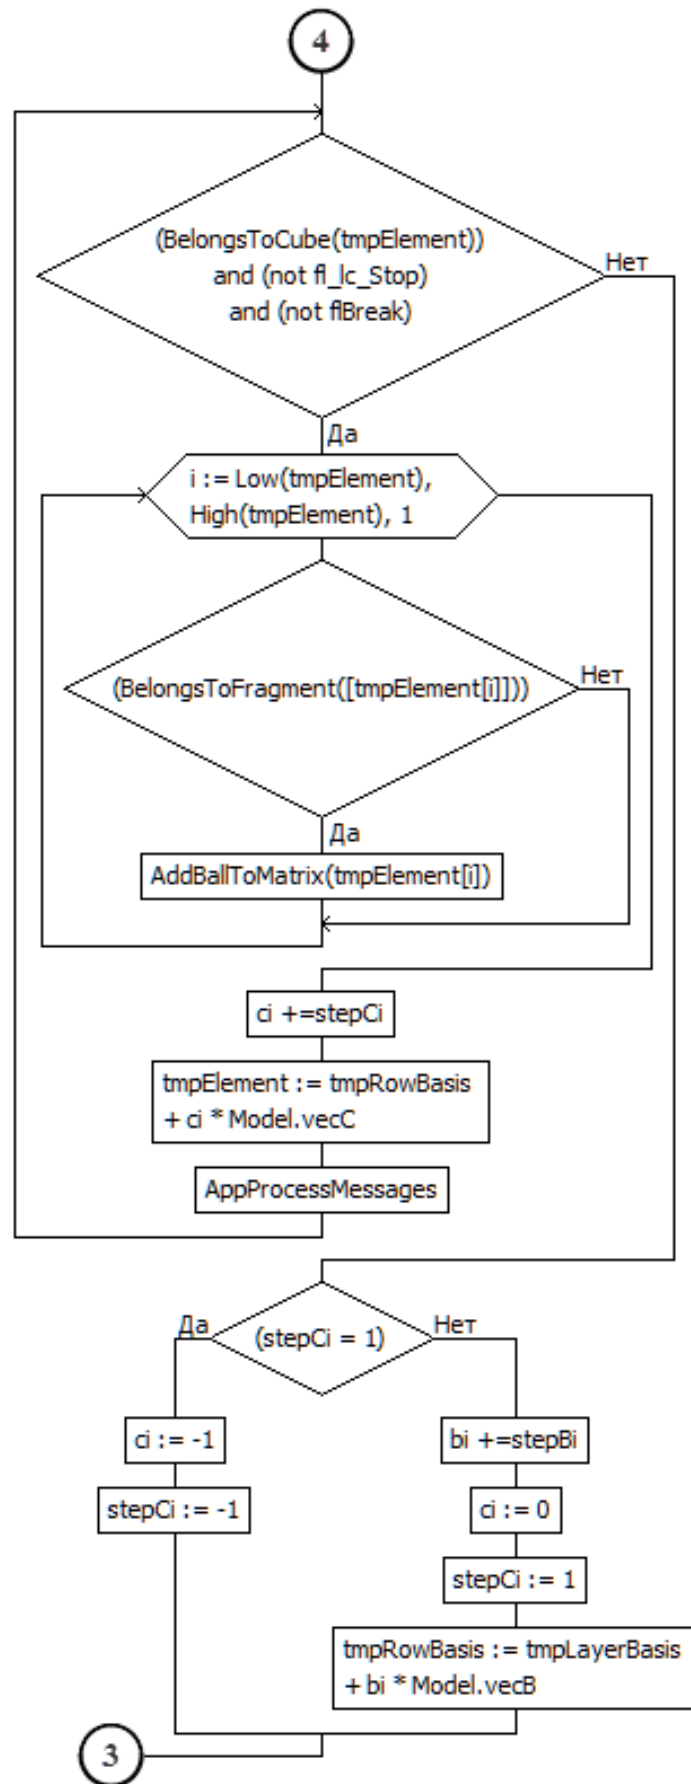 4
(BelongsToCube(tmpElement))
and (not fl_lc_Stop)
and (not flBreak)
Нет
Да
i := Low(tmpElement),
High(tmpElement), 1
(BelongsToFragment([tmpElement[i]]))
Нет
Да
AddBallToMatrix(tmpElement[i])
ci +=stepCi
tmpElement := tmpRowBasis
+ ci * Model.vecC
AppProcessMessages
(stepCi = 1)
Да
Нет
ci := -1
stepCi := -1
bi +=stepBi
ci := 0
stepCi := 1
tmpRowBasis := tmpLayerBasis
+ bi * Model.vecB
3